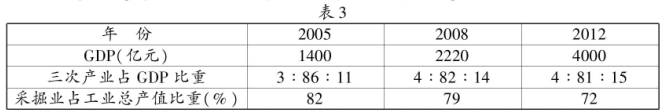 表3
年 份 2005 2008 2012
GDP(亿元) 1400 2220 4000
三次产业占GDP比重 3∶86∶11 4∶82∶14 4∶81∶15
采掘业占工业总产值比重(%) 82 79 72